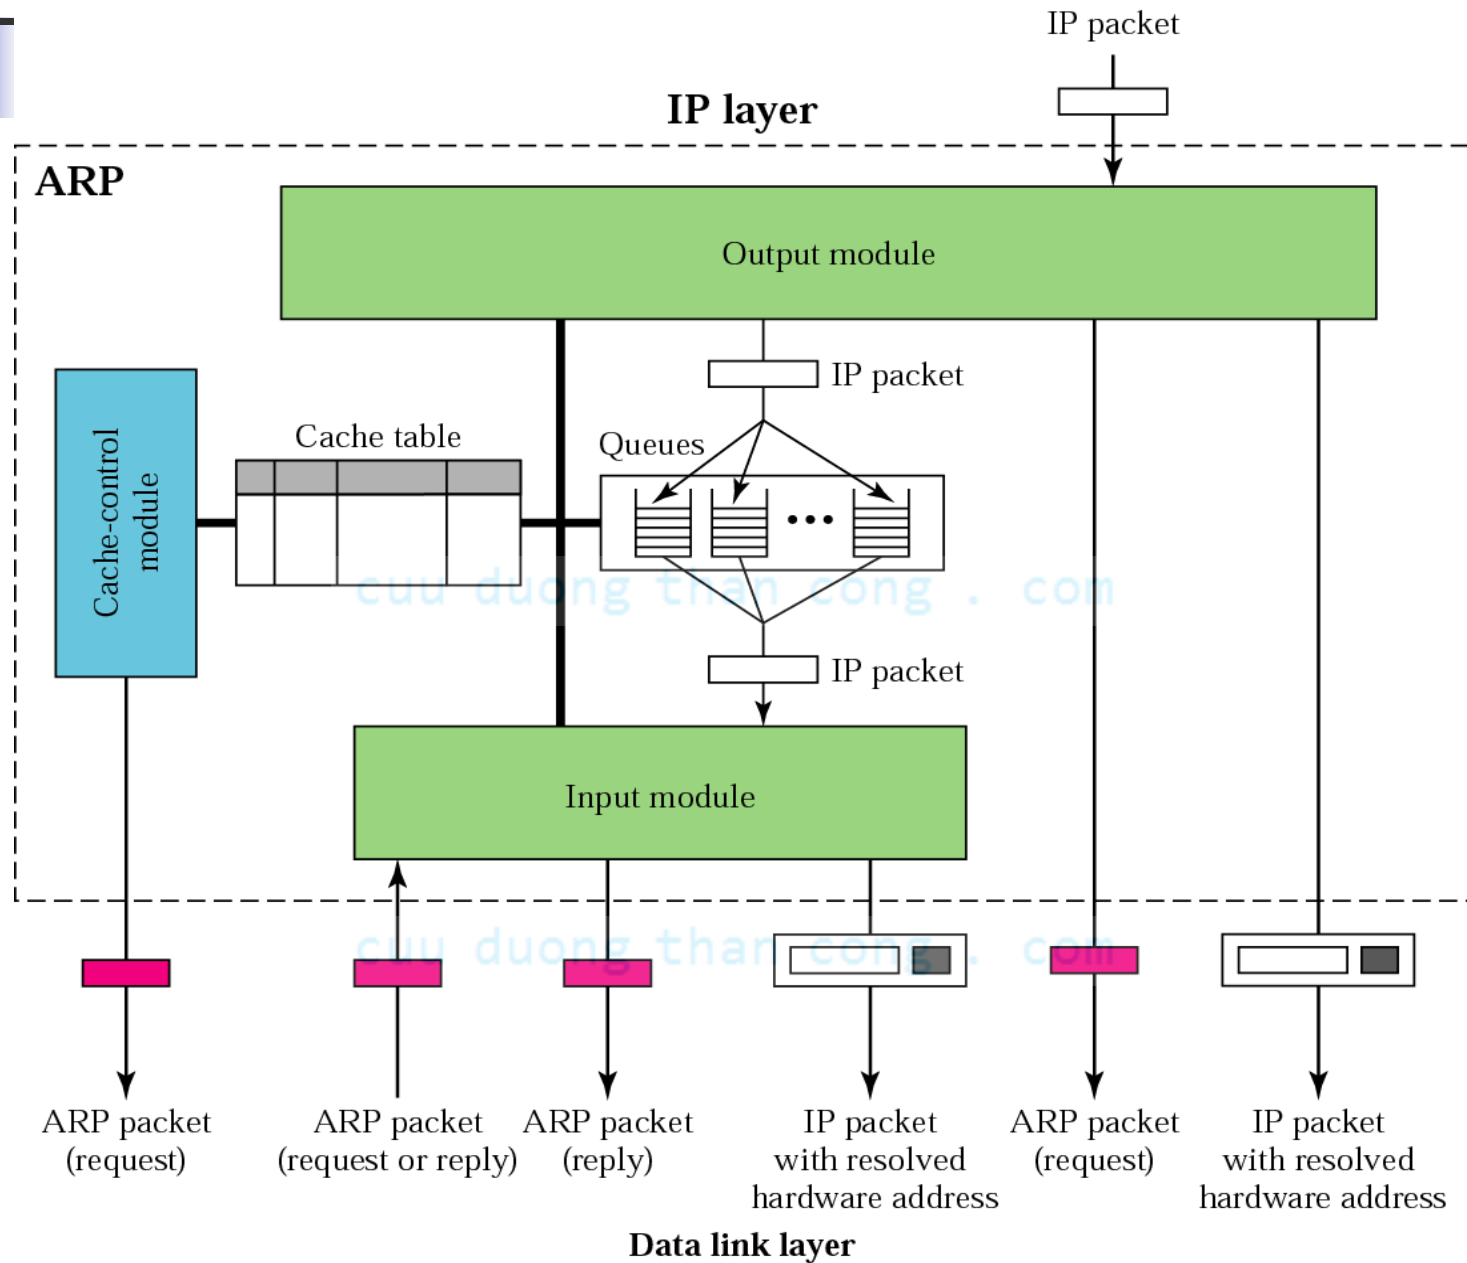 IP packet
IP layer
ARP
Output module
IP packet
Cache table
Queues
Cache-control
module
cuu duong than cong . com
IP packet
Input module
cuu duong than cong . com
ARP packet
(request)
ARP packet
(request or reply)
ARP packet
(reply)
IP packet
with resolved
hardware address
ARP packet
(request)
IP packet
with resolved
hardware address
Data link layer